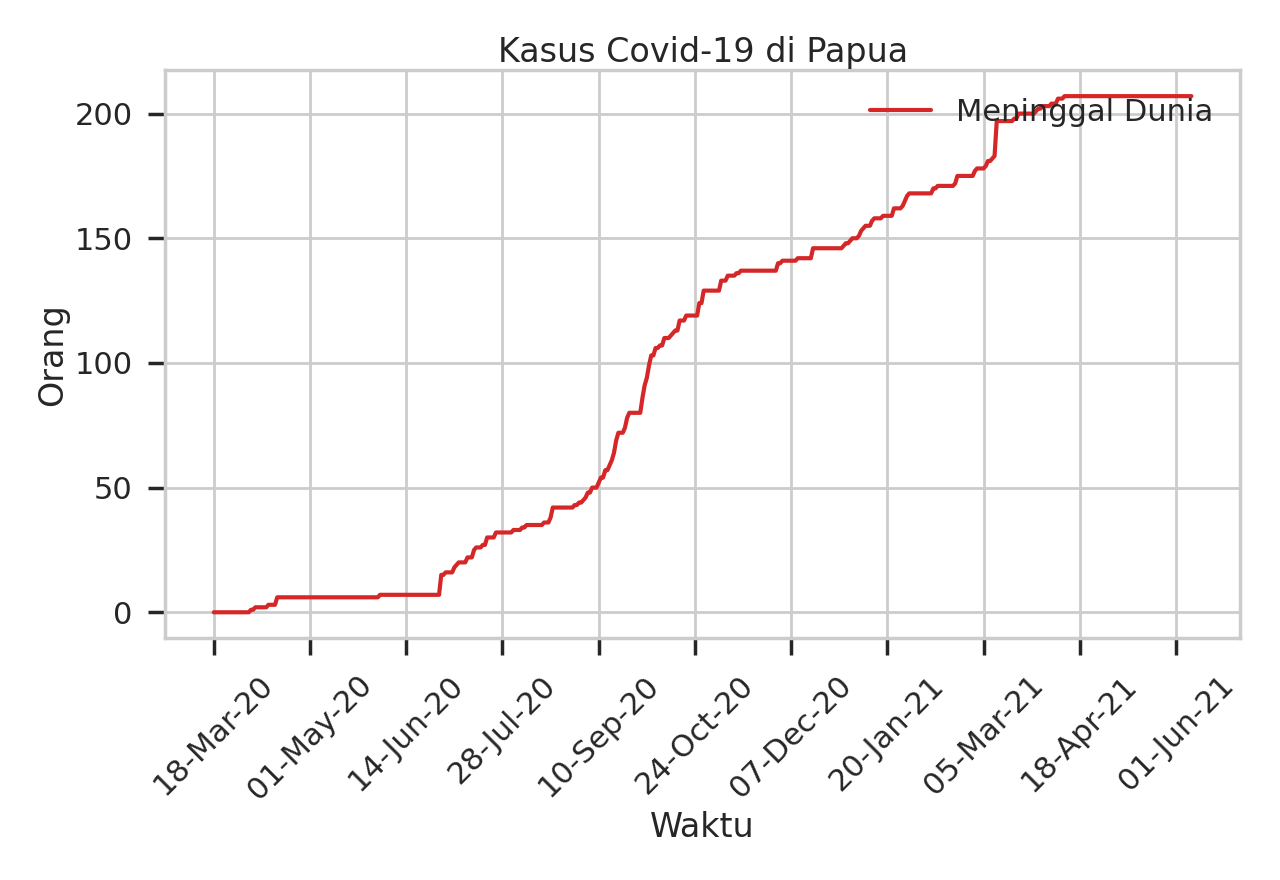 Kasus Covid-19 di Papua
Meninggal Dunia
Orang
200
150
100
50
0
18-Mar-20
01-May-20
14-Jun-20
28-Jul-20
10-Sep-20
24-Oct-20
07-Dec-20
20-Jan-21
05-Mar-21
18-Apr-21
01-Jun-21
Waktu